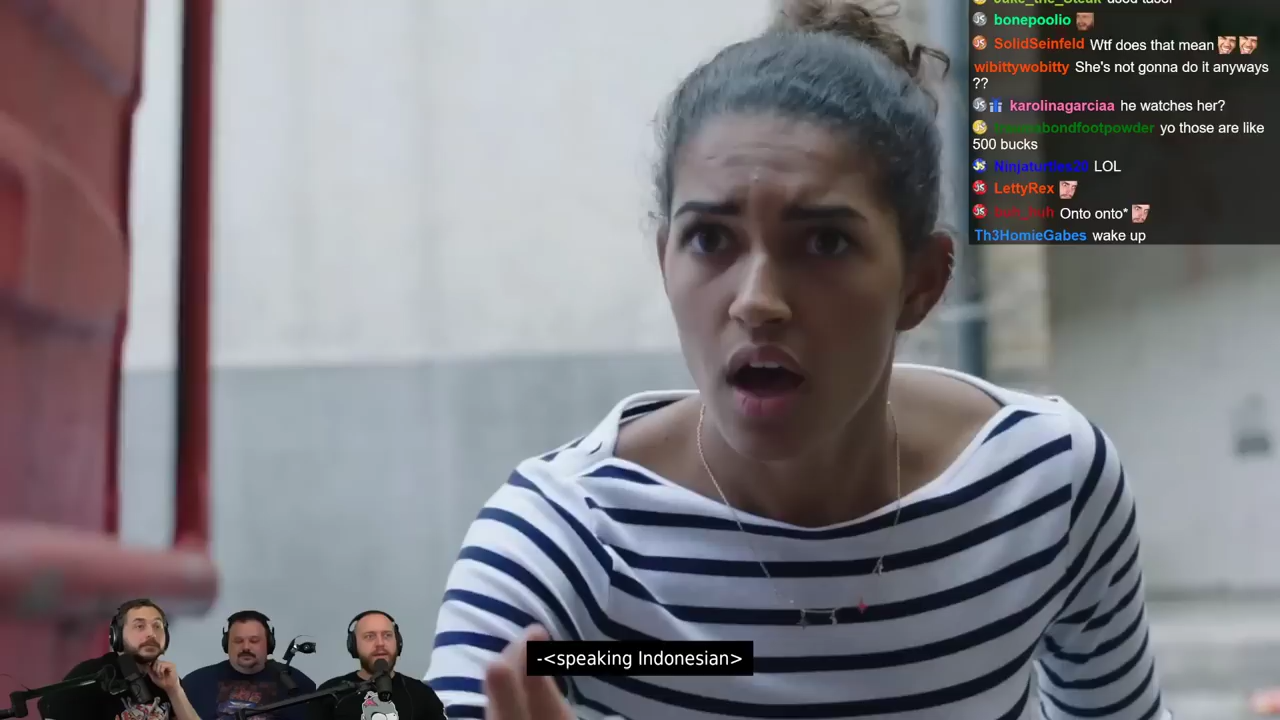 bonepoolio
SolidSeinfeld Wtf does that mean
wibittywobitty She's not gonna do it anyways
??
karolinagarciaa he watches her?
yo those are like
500 bucks
LOL
LettyRex
Onto onto*
Th3HomieGabes wake up
-<speaking Indonesian>